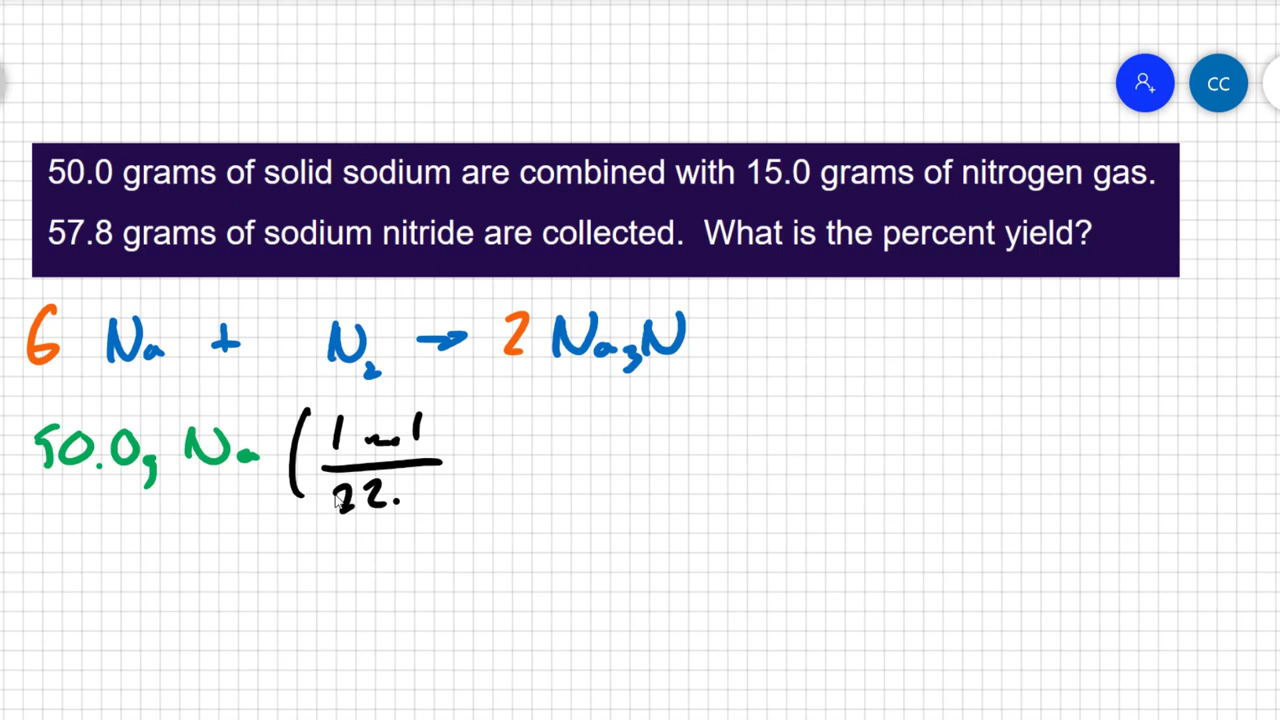 CC
50.0 grams of solid sodium are combined with 15.0 grams of nitrogen gas.
57.8 grams of sodium nitride are collected. What is the percent yield?
6 Na + N₂ → 2 Na₃N
50.0g Na ( 1 mol
22.